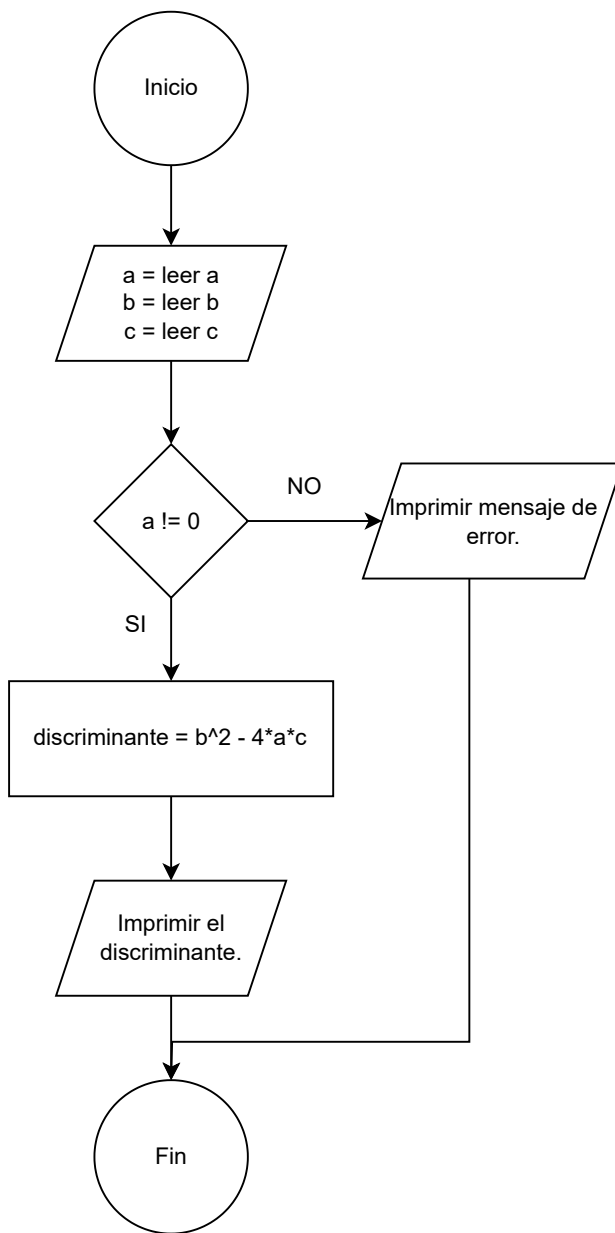 Inicio
a = leer a
b = leer b
c = leer c
a != 0
NO
Imprimir mensaje de
error.
SI
discriminante = b^2 - 4*a*c
Imprimir el
discriminante.
Fin